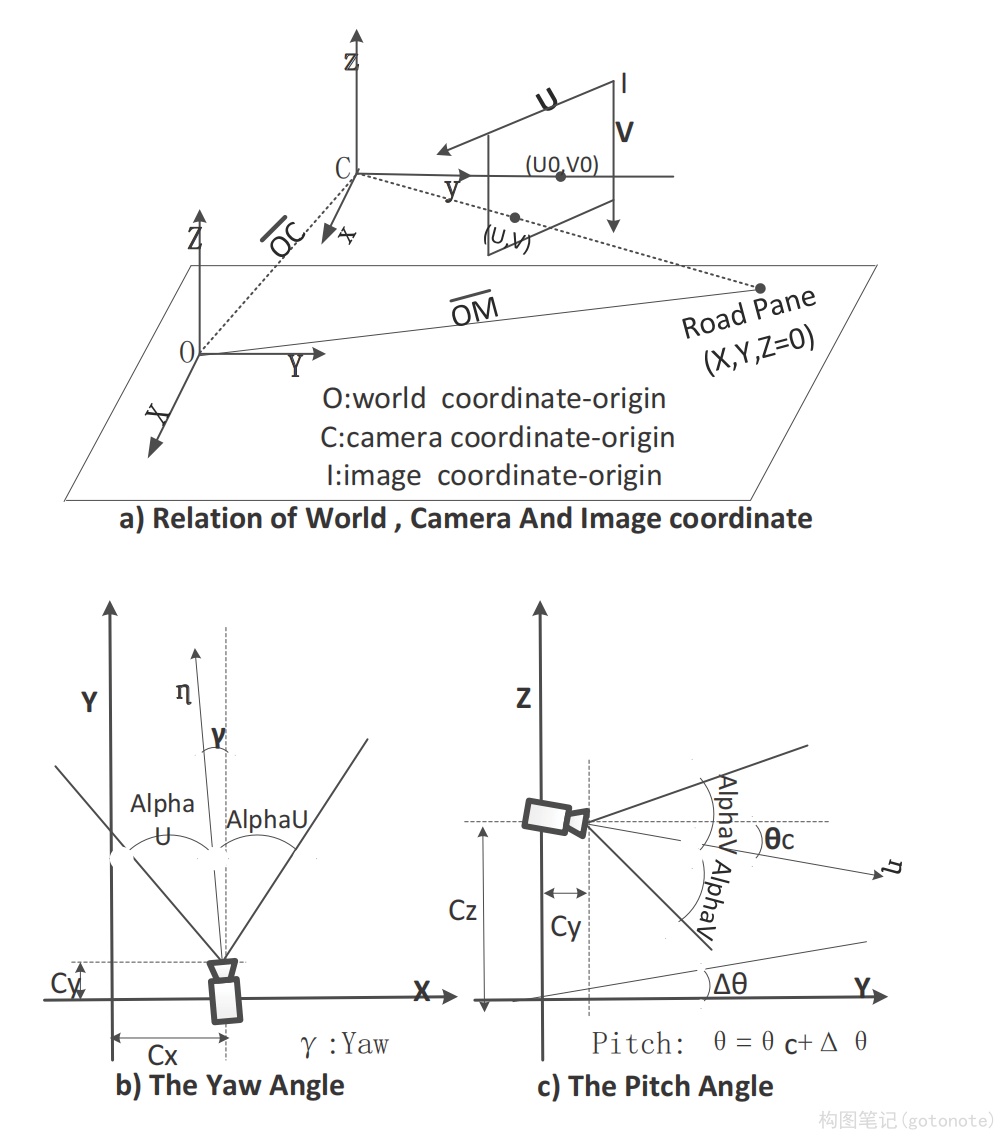 Z
I
U
V
C
(U0,V0)
y
x
OC
(U,V)
Z
OM
Road Pane
(X,Y,Z=0)
O
Y
X
O:world coordinate-origin
C:camera coordinate-origin
I:image coordinate-origin
a) Relation of World , Camera And Image coordinate
Y
η
γ
Alpha
U
AlphaU
Cy
X
Cx
γ :Yaw
b) The Yaw Angle
Z
AlphaV
θc
η
AlphaV
Cz
Cy
Δθ
Y
Pitch: θ = θ c+ Δ θ
c) The Pitch Angle
构图笔记(gotonote)